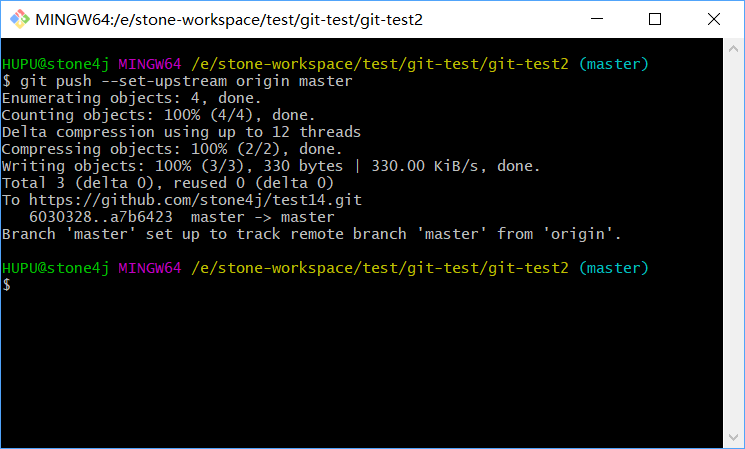 MINGW64:/e/stone-workspace/test/git-test/git-test2
HUPU@stone4j MINGW64 /e/stone-workspace/test/git-test/git-test2 (master)
$ git push --set-upstream origin master
Enumerating objects: 4, done.
Counting objects: 100% (4/4), done.
Delta compression using up to 12 threads
Compressing objects: 100% (2/2), done.
Writing objects: 100% (3/3), 330 bytes | 330.00 KiB/s, done.
Total 3 (delta 0), reused 0 (delta 0)
To https://github.com/stone4j/test14.git
   6030328..a7b6423  master -> master
Branch 'master' set up to track remote branch 'master' from 'origin'.
HUPU@stone4j MINGW64 /e/stone-workspace/test/git-test/git-test2 (master)
$